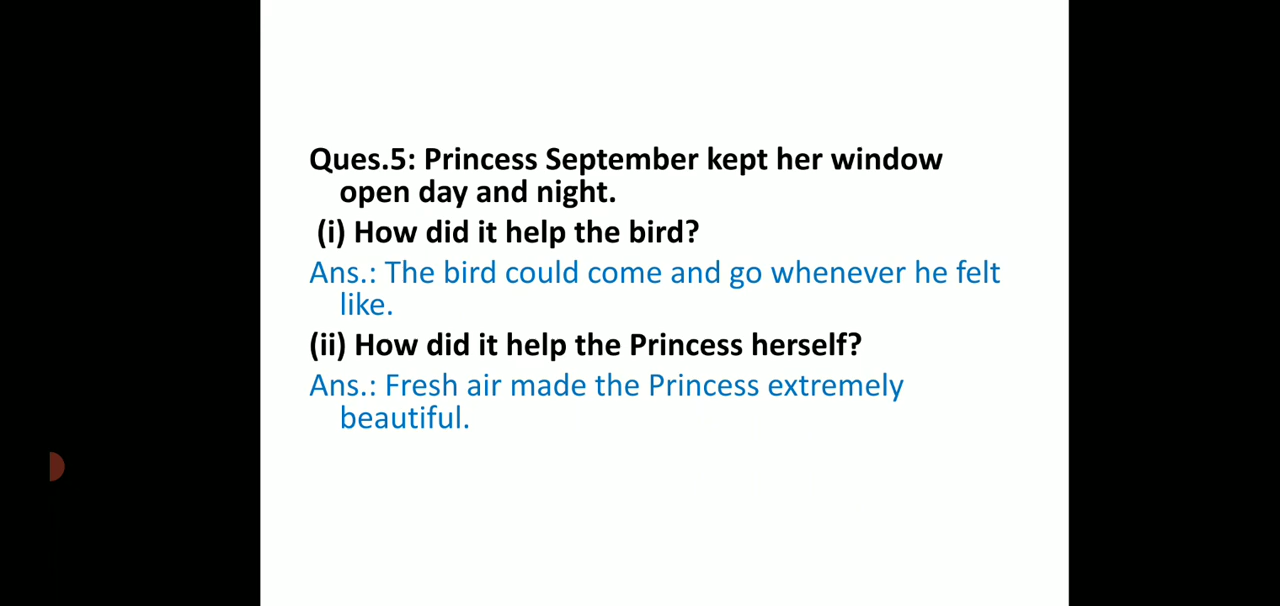 Ques.5: Princess September kept her window
open day and night.
(i) How did it help the bird?
Ans.: The bird could come and go whenever he felt
like.
(ii) How did it help the Princess herself?
Ans.: Fresh air made the Princess extremely
beautiful.